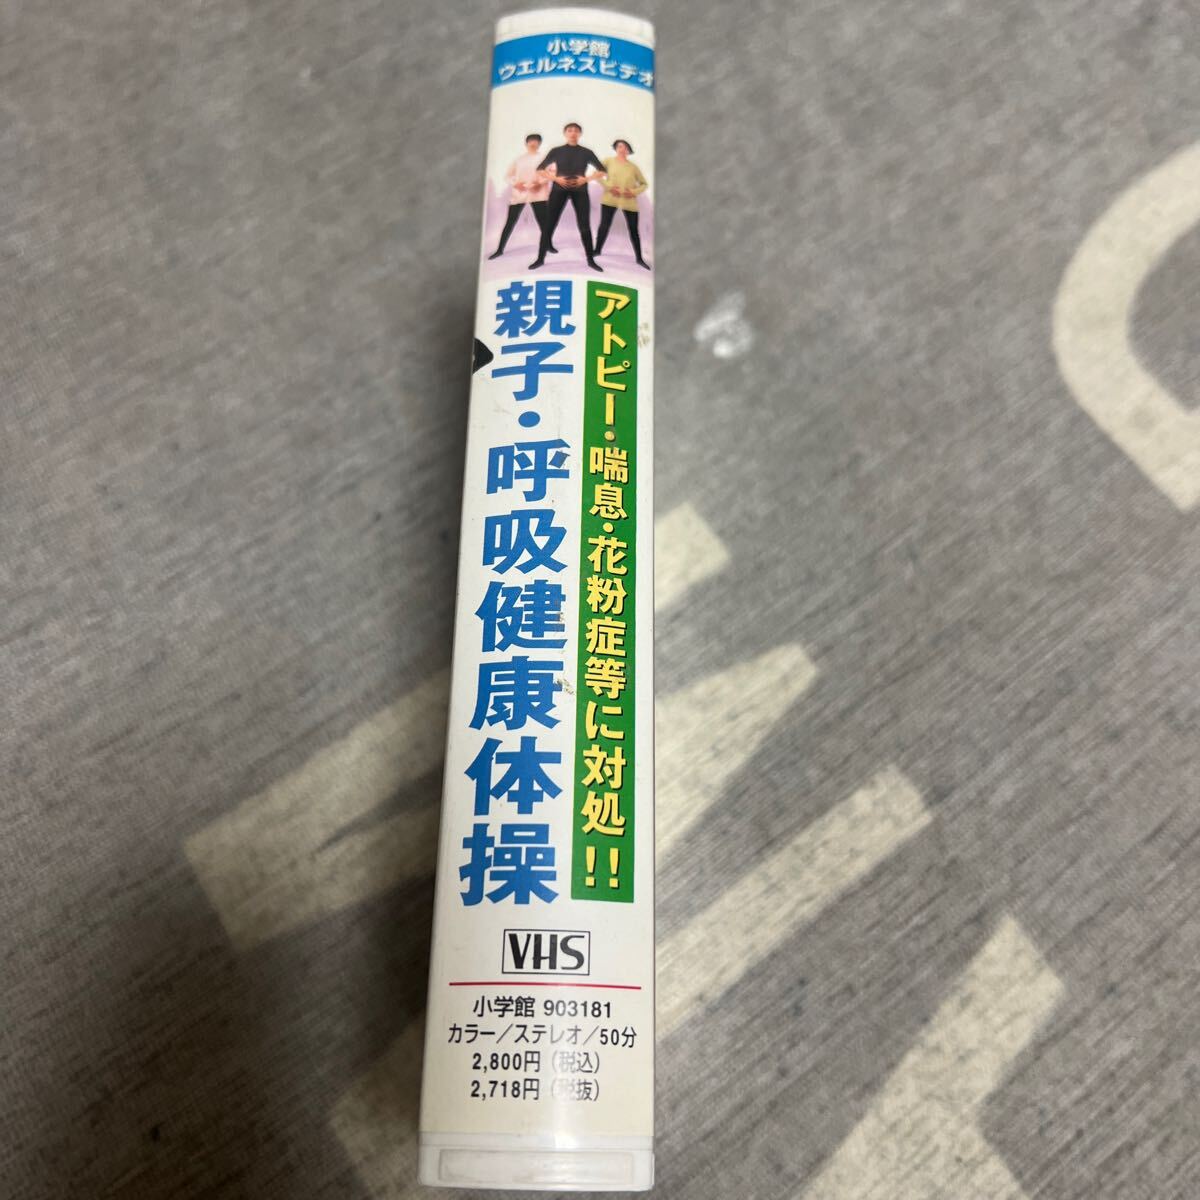 小学館
ウエルネスビデオ
アトピー・喘息・花粉症等に対処!!
親子・呼吸健康体操
VHS
小学館 903181
カラー/ステレオ/50分
2,800円(税込)
2,718円(税抜)